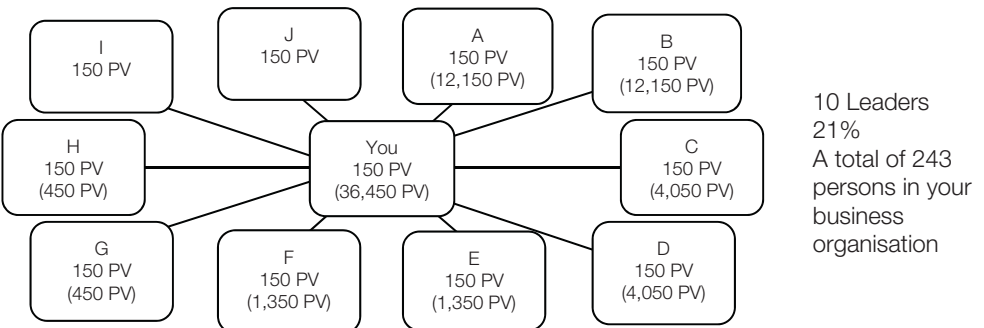 I
150 PV
J
150 PV
A
150 PV
(12,150 PV)
B
150 PV
(12,150 PV)
H
150 PV
(450 PV)
You
150 PV
(36,450 PV)
C
150 PV
(4,050 PV)
G
150 PV
(450 PV)
F
150 PV
(1,350 PV)
E
150 PV
(1,350 PV)
D
150 PV
(4,050 PV)
10 Leaders
21%
A total of 243
persons in your
business
organisation